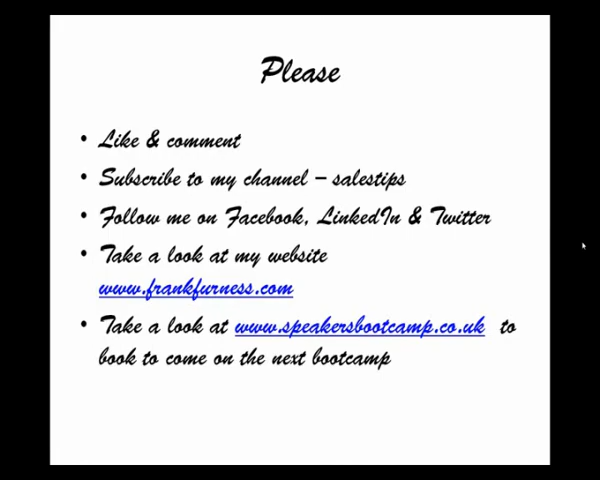 Please
• Like & comment
• Subscribe to my channel – salestips
• Follow me on Facebook, LinkedIn & Twitter
• Take a look at my website
www.frankfurness.com
• Take a look at www.speakersbootcamp.co.uk to
book to come on the next bootcamp